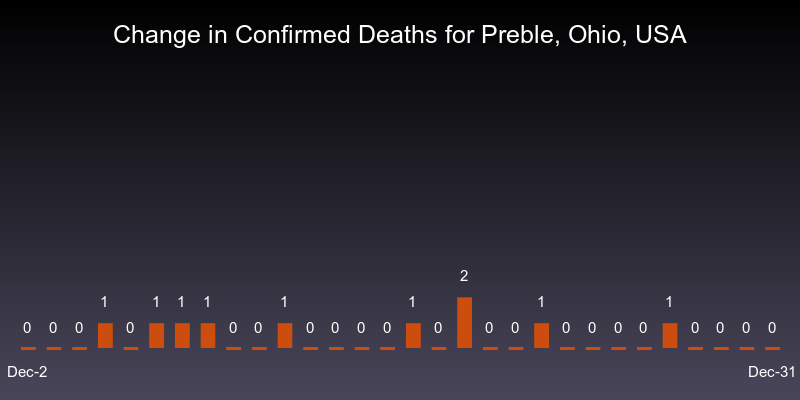 Change in Confirmed Deaths for Preble, Ohio, USA
2
1 1 1 1 1 1 1 1
0 0 0 0 0 0 0 0 0 0 0 0 0 0 0 0 0 0 0 0 0
Dec-2 Dec-31